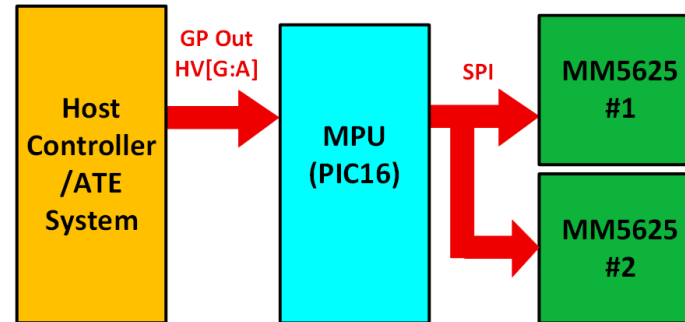 Host
Controller
/ATE
System
GP Out
HV[G:A]
MPU
(PIC16)
SPI
MM5625
#1
MM5625
#2